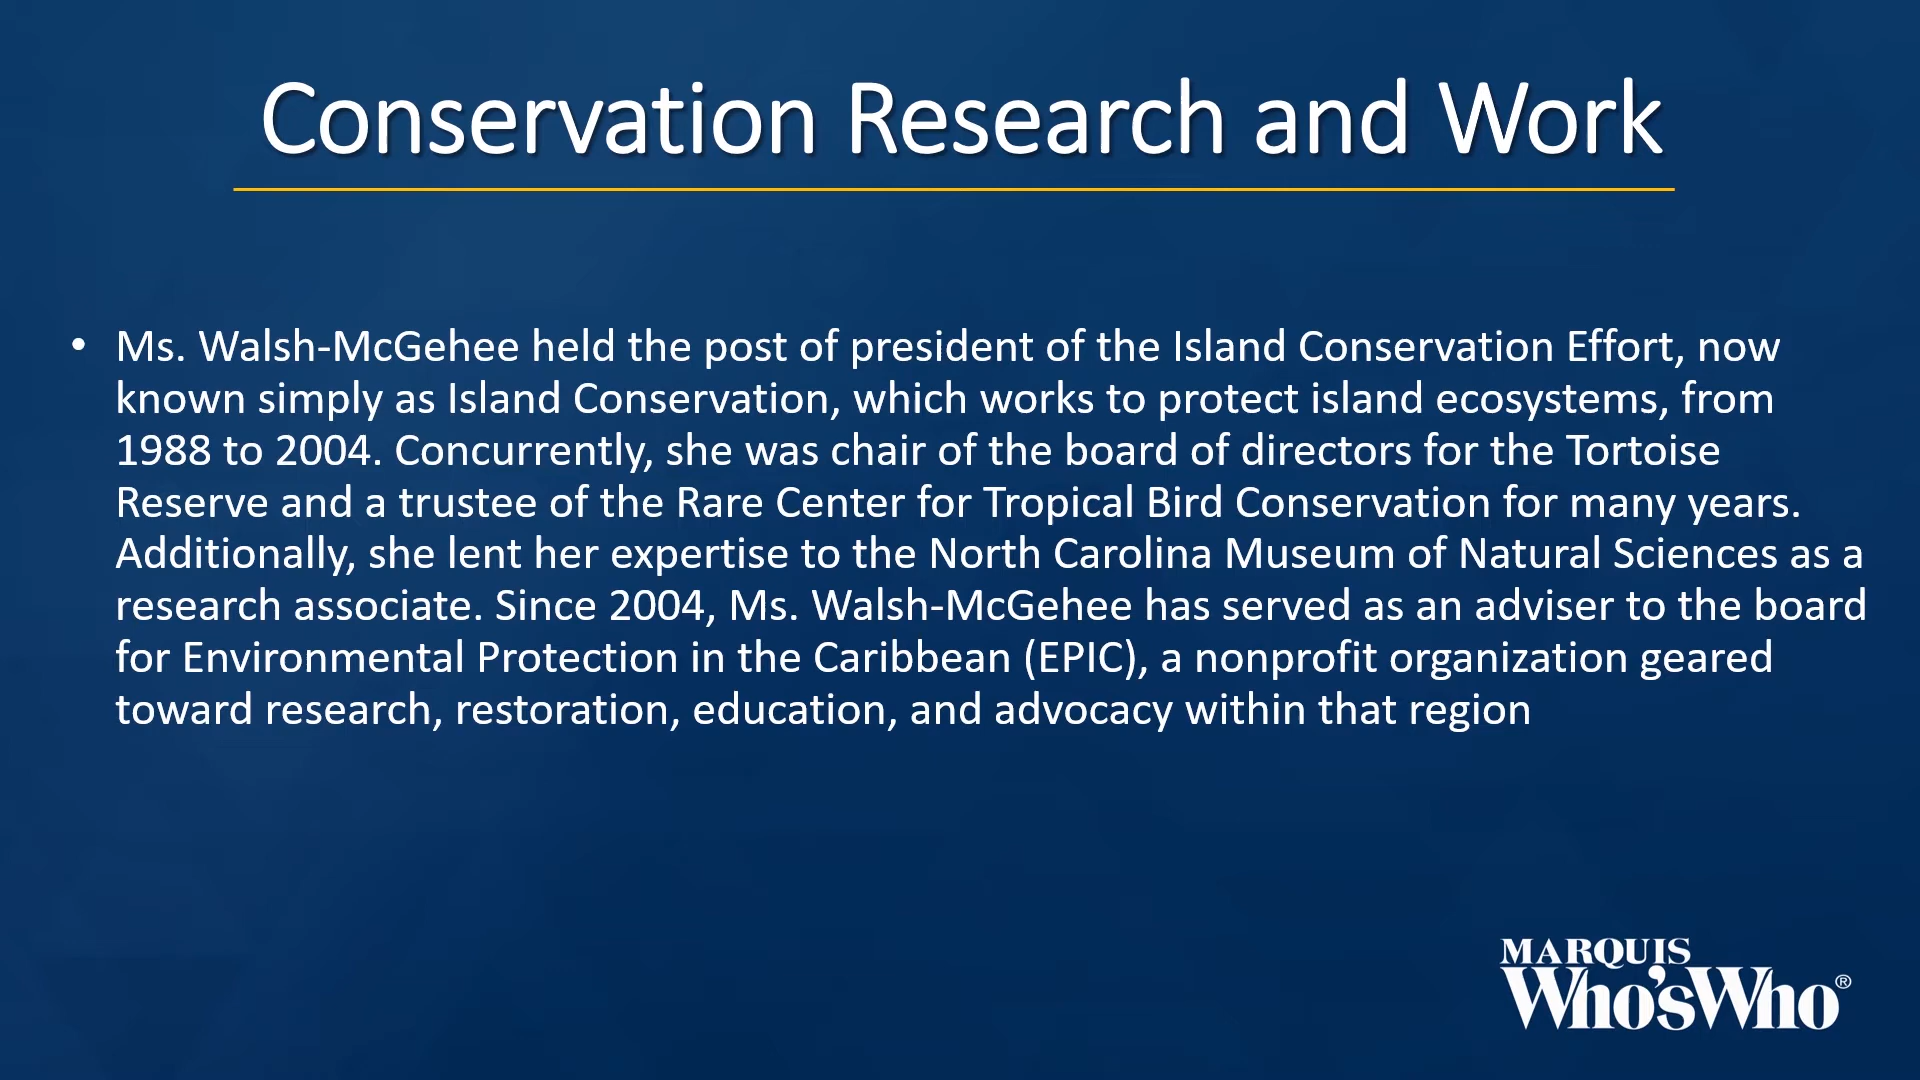 Conservation Research and Work
• Ms. Walsh-McGehee held the post of president of the Island Conservation Effort, now
known simply as Island Conservation, which works to protect island ecosystems, from
1988 to 2004. Concurrently, she was chair of the board of directors for the Tortoise
Reserve and a trustee of the Rare Center for Tropical Bird Conservation for many years.
Additionally, she lent her expertise to the North Carolina Museum of Natural Sciences as a
research associate. Since 2004, Ms. Walsh-McGehee has served as an adviser to the board
for Environmental Protection in the Caribbean (EPIC), a nonprofit organization geared
toward research, restoration, education, and advocacy within that region
MARQUIS
Who'sWho®